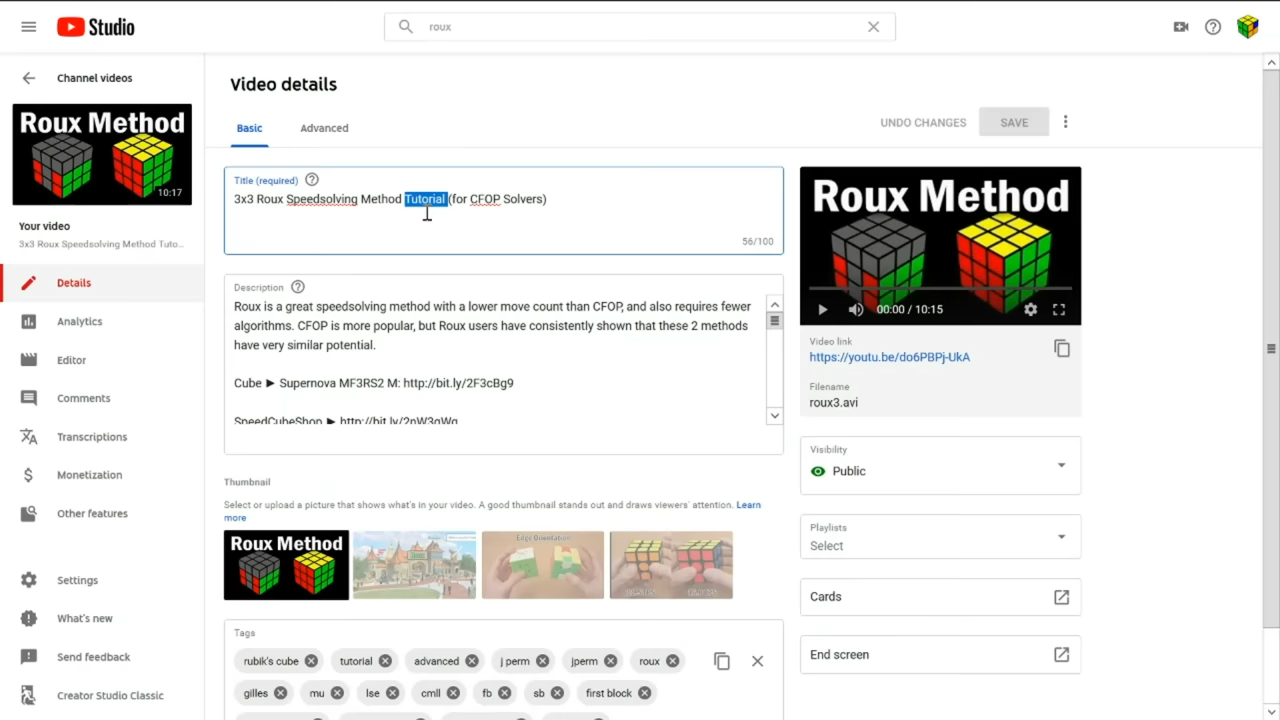 Studio
roux
Channel videos
Roux Method
10:17
Your video
3x3 Roux Speedsolving Method Tuto...
Details
Analytics
Editor
Comments
Transcriptions
Monetization
Other features
Settings
What's new
Send feedback
Creator Studio Classic
Video details
Basic
Advanced
UNDO CHANGES
SAVE
Title (required)
3x3 Roux Speedsolving Method Tutorial (for CFOP Solvers)
56/100
Description
Roux is a great speedsolving method with a lower move count than CFOP, and also requires fewer
algorithms. CFOP is more popular, but Roux users have consistently shown that these 2 methods
have very similar potential.
Cube ► Supernova MF3RS2 M: http://bit.ly/2F3cBg9
SpeedCubeShop ► http://bit.ly/2nW3gWg
Thumbnail
Select or upload a picture that shows what's in your video. A good thumbnail stands out and draws viewers' attention. Learn
more
Roux Method
Edge Orientation
Tags
rubik's cube
tutorial
advanced
j perm
jperm
roux
gilles
mu
lse
cmll
fb
sb
first block
Roux Method
00:00 / 10:15
Video link
https://youtu.be/do6PBPj-UkA
Filename
roux3.avi
Visibility
Public
Playlists
Select
Cards
End screen